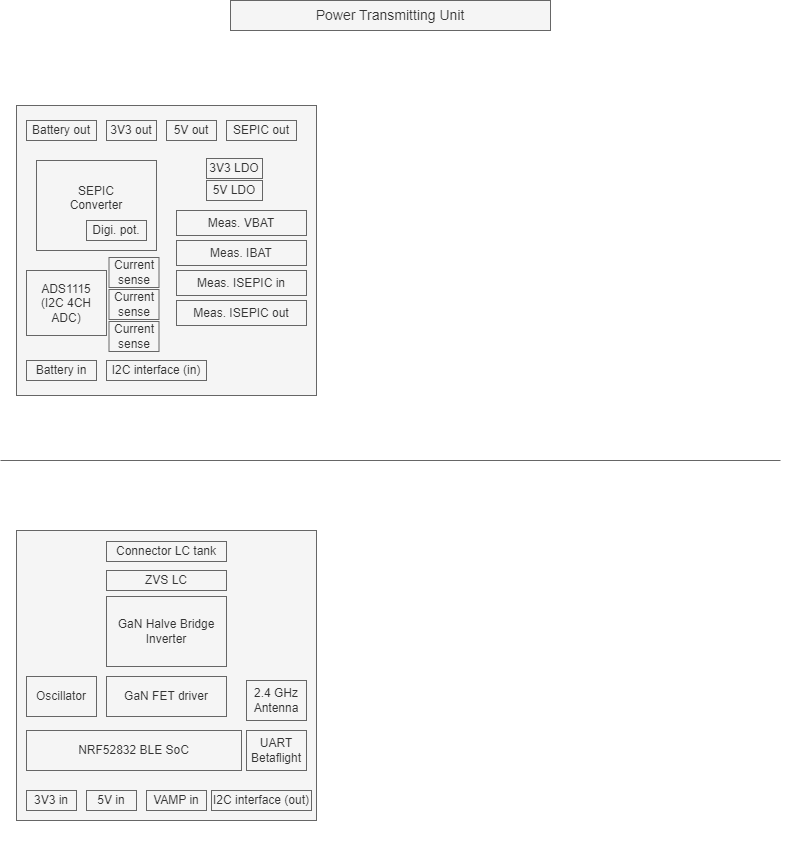 Power Transmitting Unit
Battery out
3V3 out
5V out
SEPIC out
3V3 LDO
5V LDO
SEPIC
Converter
Digi. pot.
Meas. VBAT
Meas. IBAT
Meas. ISEPIC in
Meas. ISEPIC out
Current
sense
Current
sense
Current
sense
ADS1115
(I2C 4CH
ADC)
Battery in
I2C interface (in)
Connector LC tank
ZVS LC
GaN Halve Bridge
Inverter
Oscillator
GaN FET driver
2.4 GHz
Antenna
NRF52832 BLE SoC
UART
Betaflight
3V3 in
5V in
VAMP in
I2C interface (out)